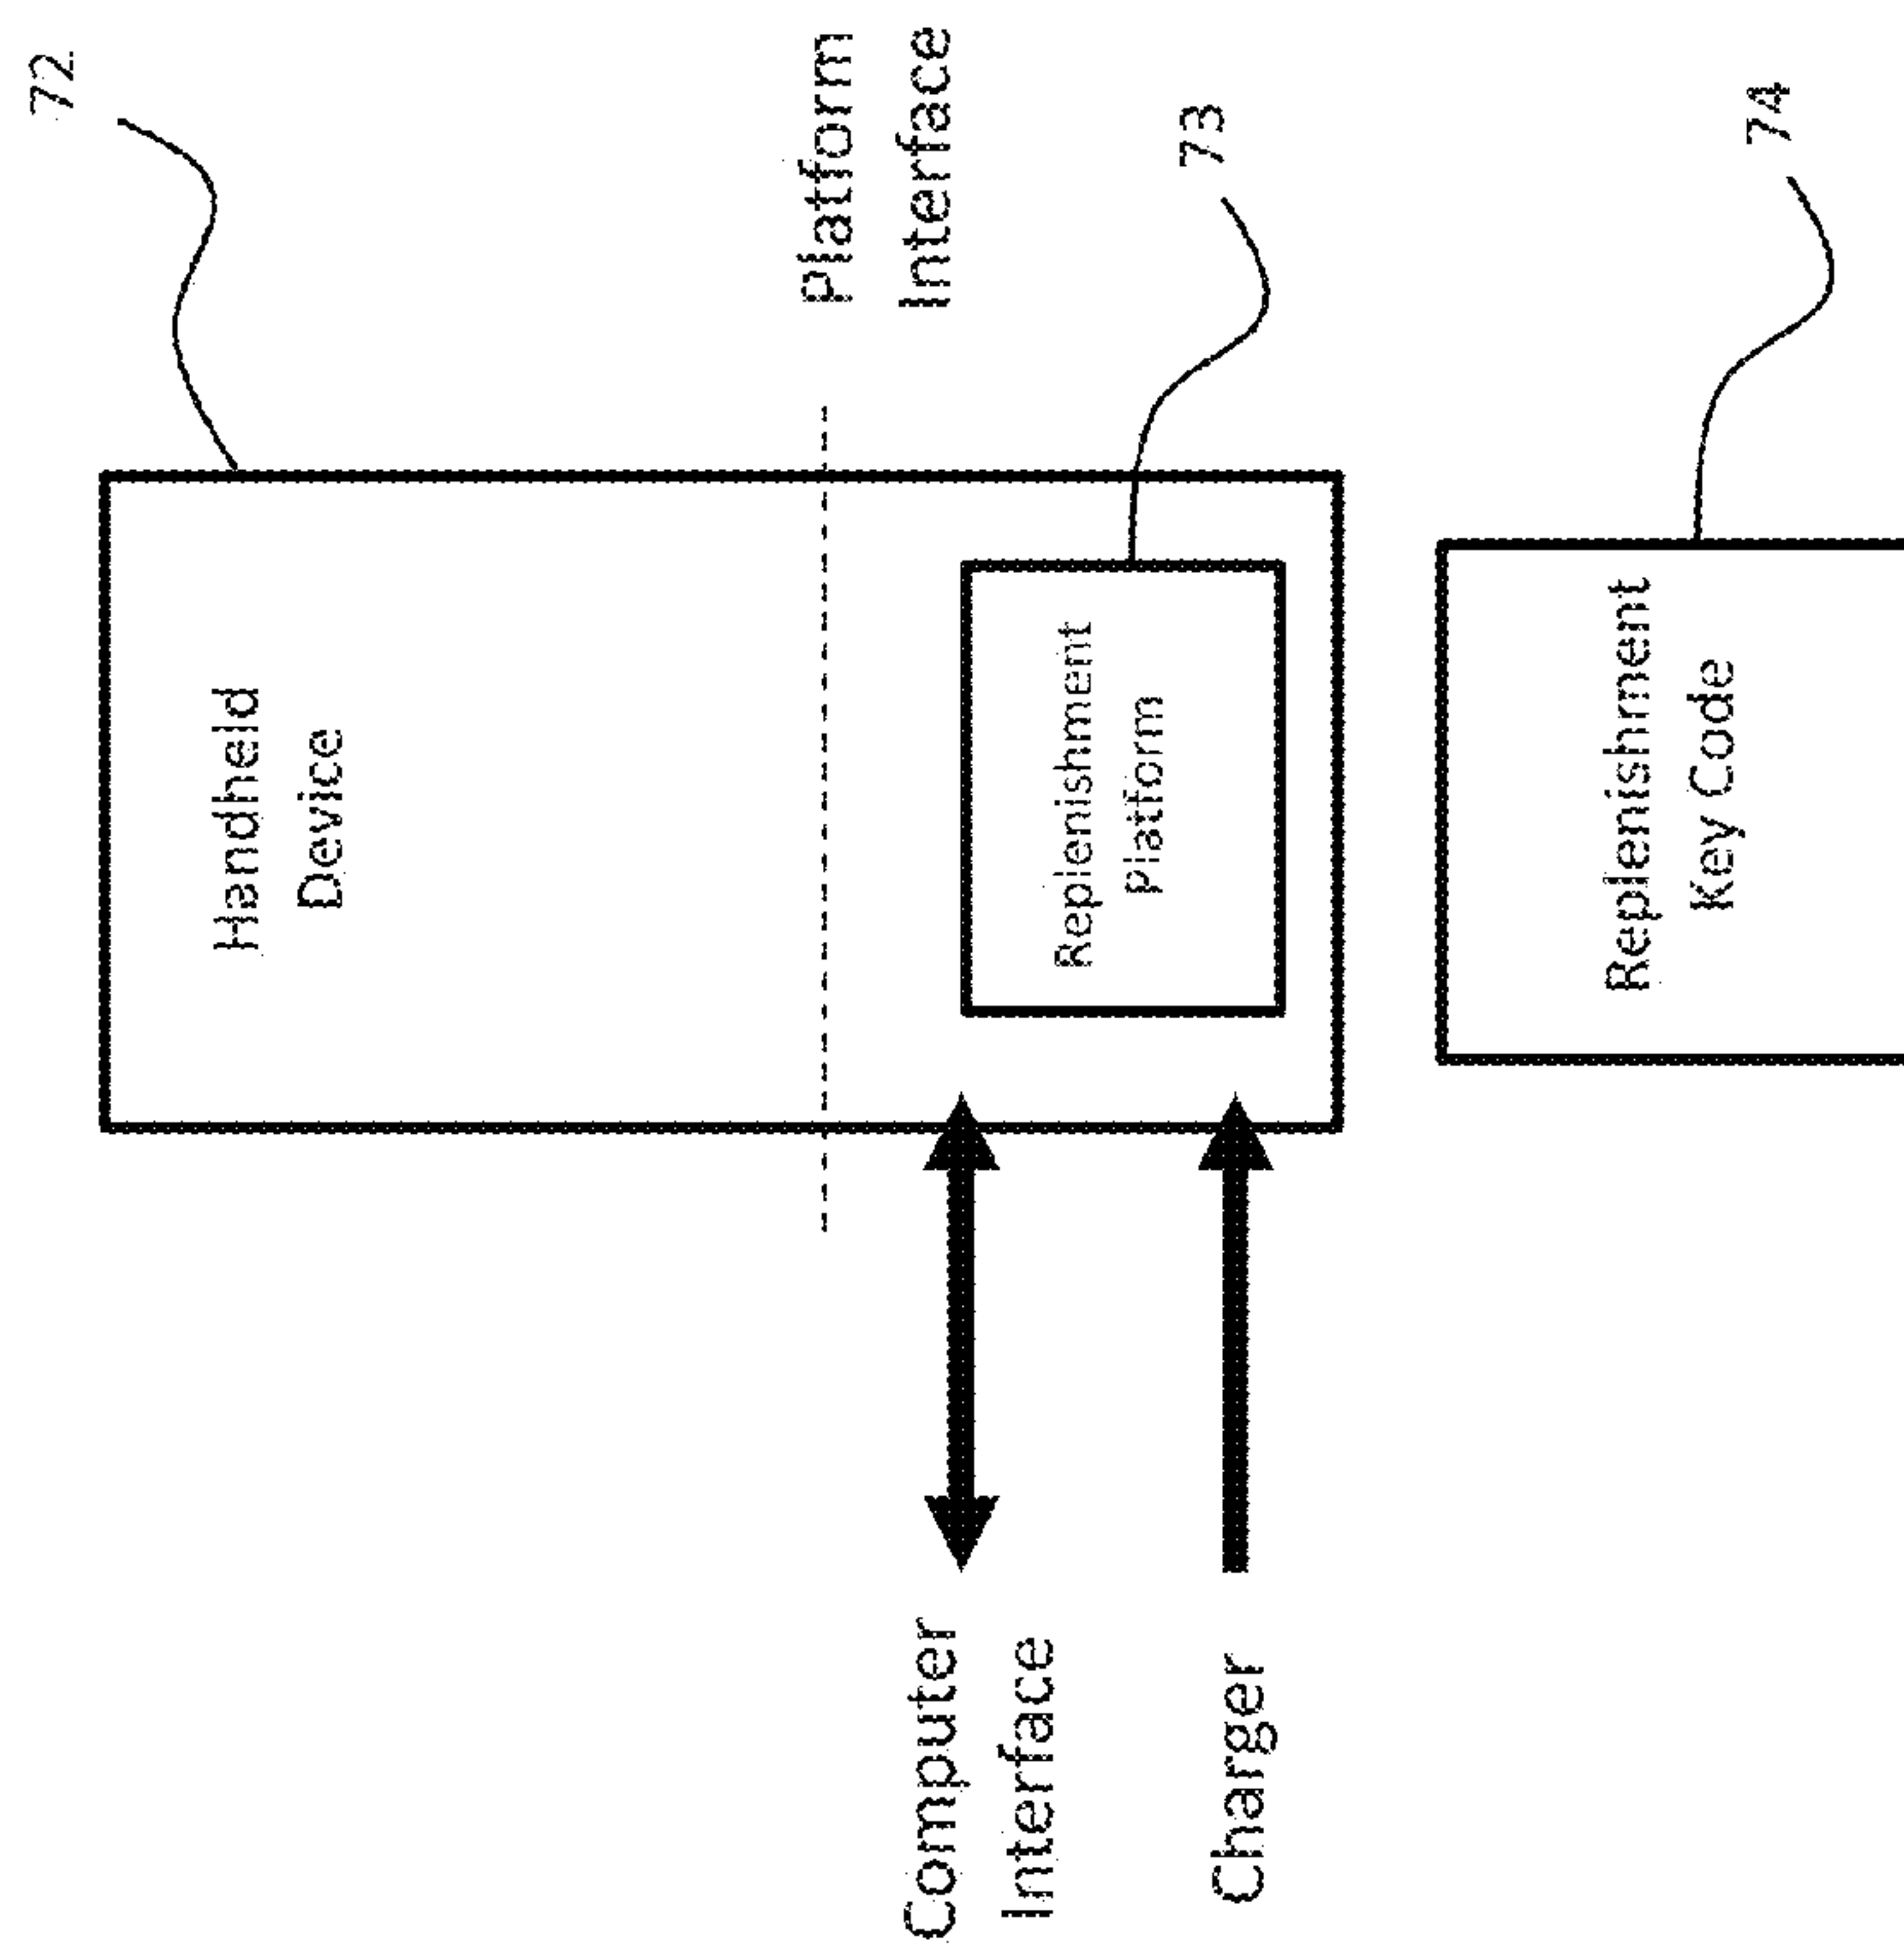 72
Handheld
Device
Platform
Interface
Computer
Interface
73
Replenishment
Platform
Charger
74
Replenishment
Key Code